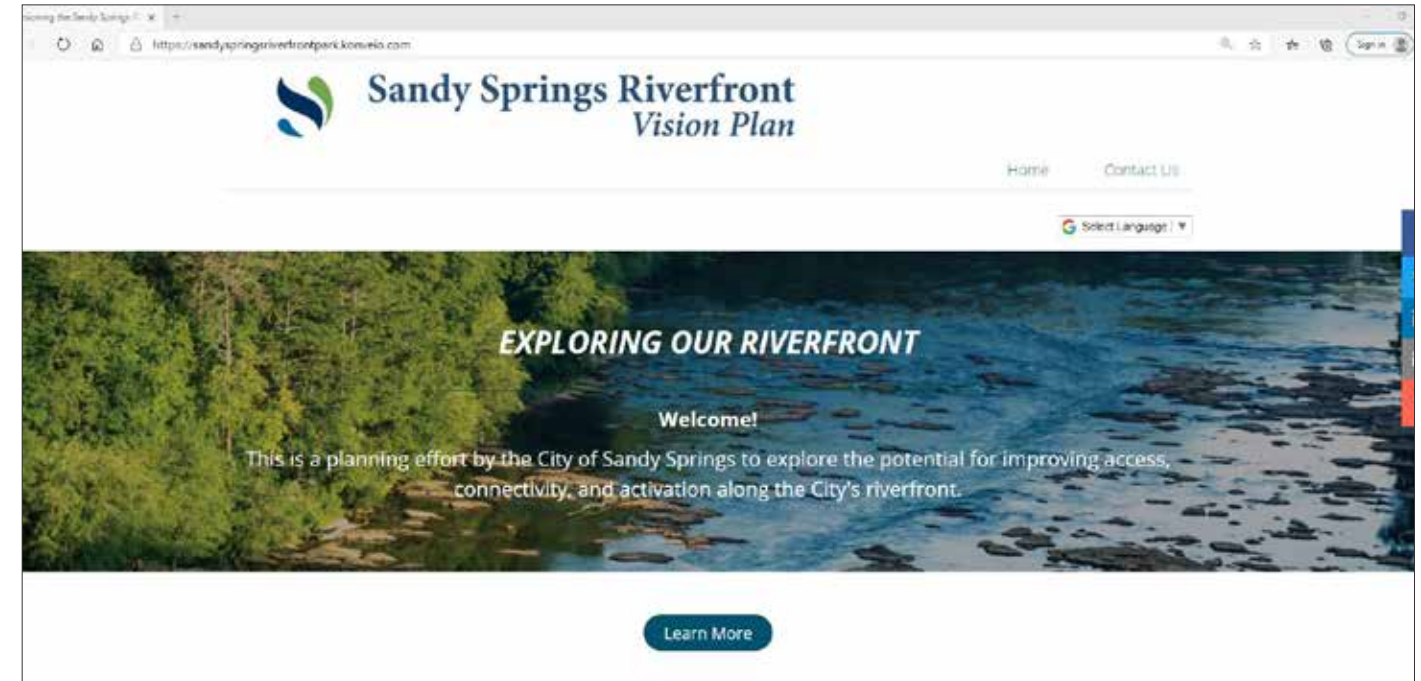 https://sandyspringsriverfrontpark.konveio.com
Sign in
Sandy Springs Riverfront
Vision Plan
Home Contact Us
Select Language ▼
EXPLORING OUR RIVERFRONT
Welcome!
This is a planning effort by the City of Sandy Springs to explore the potential for improving access,
connectivity, and activation along the City's riverfront.
Learn More